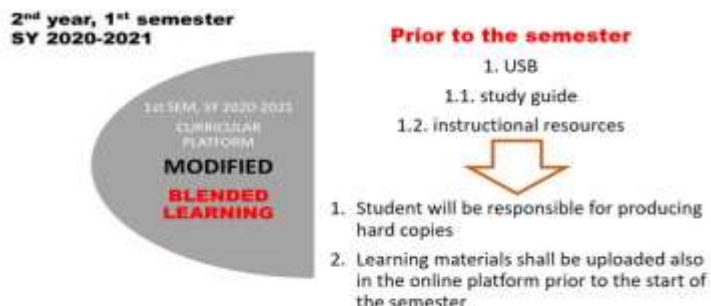 2nd year, 1st semester
SY 2020-2021
1st SEM, SY 2020-2021
CURRICULAR
PLATFORM
MODIFIED
BLENDED
LEARNING
Prior to the semester
1. USB
1.1. study guide
1.2. instructional resources
1. Student will be responsible for producing
hard copies
2. Learning materials shall be uploaded also
in the online platform prior to the start of
the semester